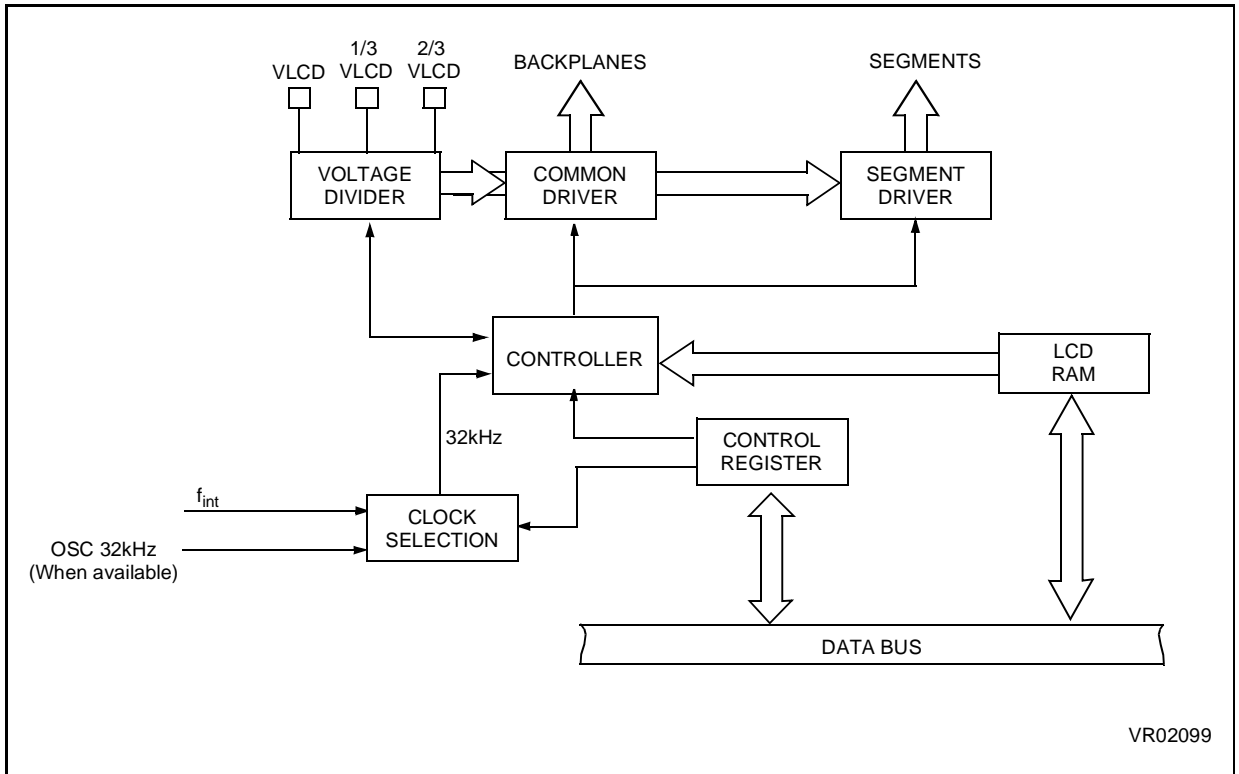 VLCD
1/3
VLCD
2/3
VLCD
BACKPLANES
SEGMENTS
VOLTAGE
DIVIDER
COMMON
DRIVER
SEGMENT
DRIVER
CONTROLLER
LCD
RAM
32kHz
CONTROL
REGISTER
fint
CLOCK
SELECTION
OSC 32kHz
(When available)
DATA BUS
VR02099